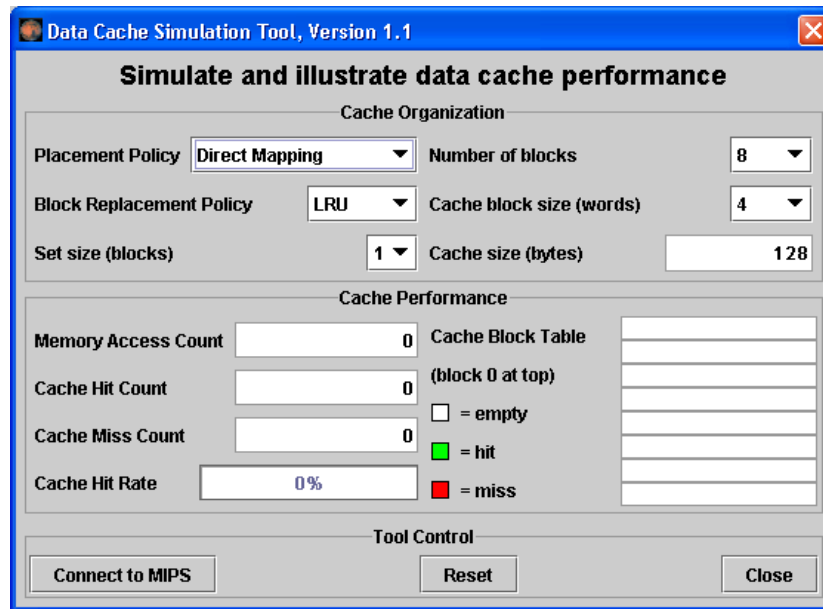 Data Cache Simulation Tool, Version 1.1
Simulate and illustrate data cache performance
Cache Organization
Placement Policy Direct Mapping Number of blocks 8
Block Replacement Policy LRU Cache block size (words) 4
Set size (blocks) 1 Cache size (bytes) 128
Cache Performance
Memory Access Count 0 Cache Block Table
(block 0 at top)
Cache Hit Count 0
= empty
Cache Miss Count 0
= hit
Cache Hit Rate 0%
= miss
Tool Control
Connect to MIPS Reset Close